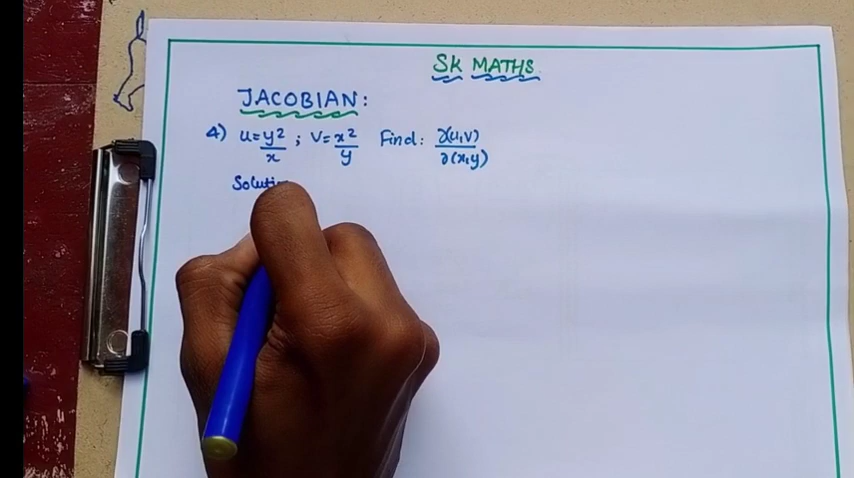 SK MATHS
JACOBIAN:
4) u=y²/x ; v=x²/y Find: ∂(u,v)/∂(x,y)